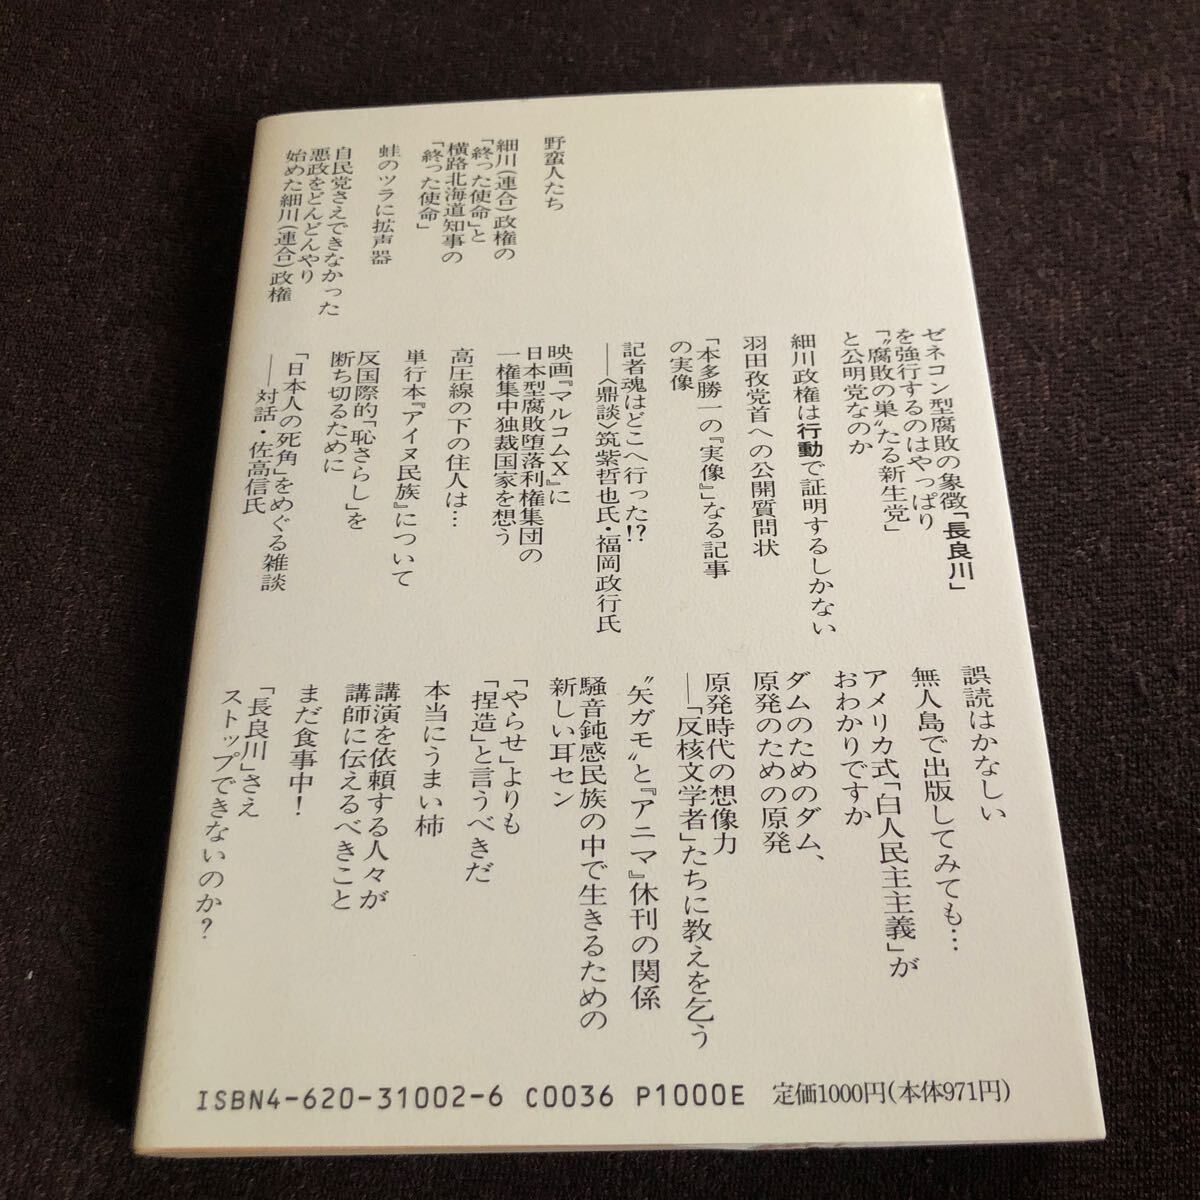 野蛮人たち
細川(連合)政権の
「終った使命」と
横路北海道知事の
「終った使命」
蛙のツラに拡声器
自民党さえできなかった
悪政をどんどんやり
始めた細川(連合)政権
ゼネコン型腐敗の象徴「長良川」
を強行するのはやっぱり
「〝腐敗の巣〟たる新生党」
と公明党なのか
細川政権は行動で証明するしかない
羽田孜党首への公開質問状
「本多勝一の『実像』」なる記事
の実像
記者魂はどこへ行った!?
——〈鼎談〉筑紫哲也氏・福岡政行氏
映画『マルコムX』に
日本型腐敗堕落利権集団の
一権集中独裁国家を想う
高圧線の下の住人は…
単行本『アイヌ民族』について
反国際的「恥さらし」を
断ち切るために
「日本人の死角」をめぐる雑談
——対話・佐高信氏
誤読はかなしい
無人島で出版してみても…
アメリカ式「白人民主主義」が
おわかりですか
ダムのためのダム、
原発のための原発
原発時代の想像力
—「反核文学者」たちに教えを乞う
〝矢ガモ〟と『アニマ』休刊の関係
騒音鈍感民族の中で生きるための
新しい耳セン
「やらせ」よりも
「捏造」と言うべきだ
本当にうまい柿
講演を依頼する人々が
講師に伝えるべきこと
まだ食事中!
「長良川」さえ
ストップできないのか?
ISBN4-620-31002-6 C0036 P1000E 定価1000円(本体971円)